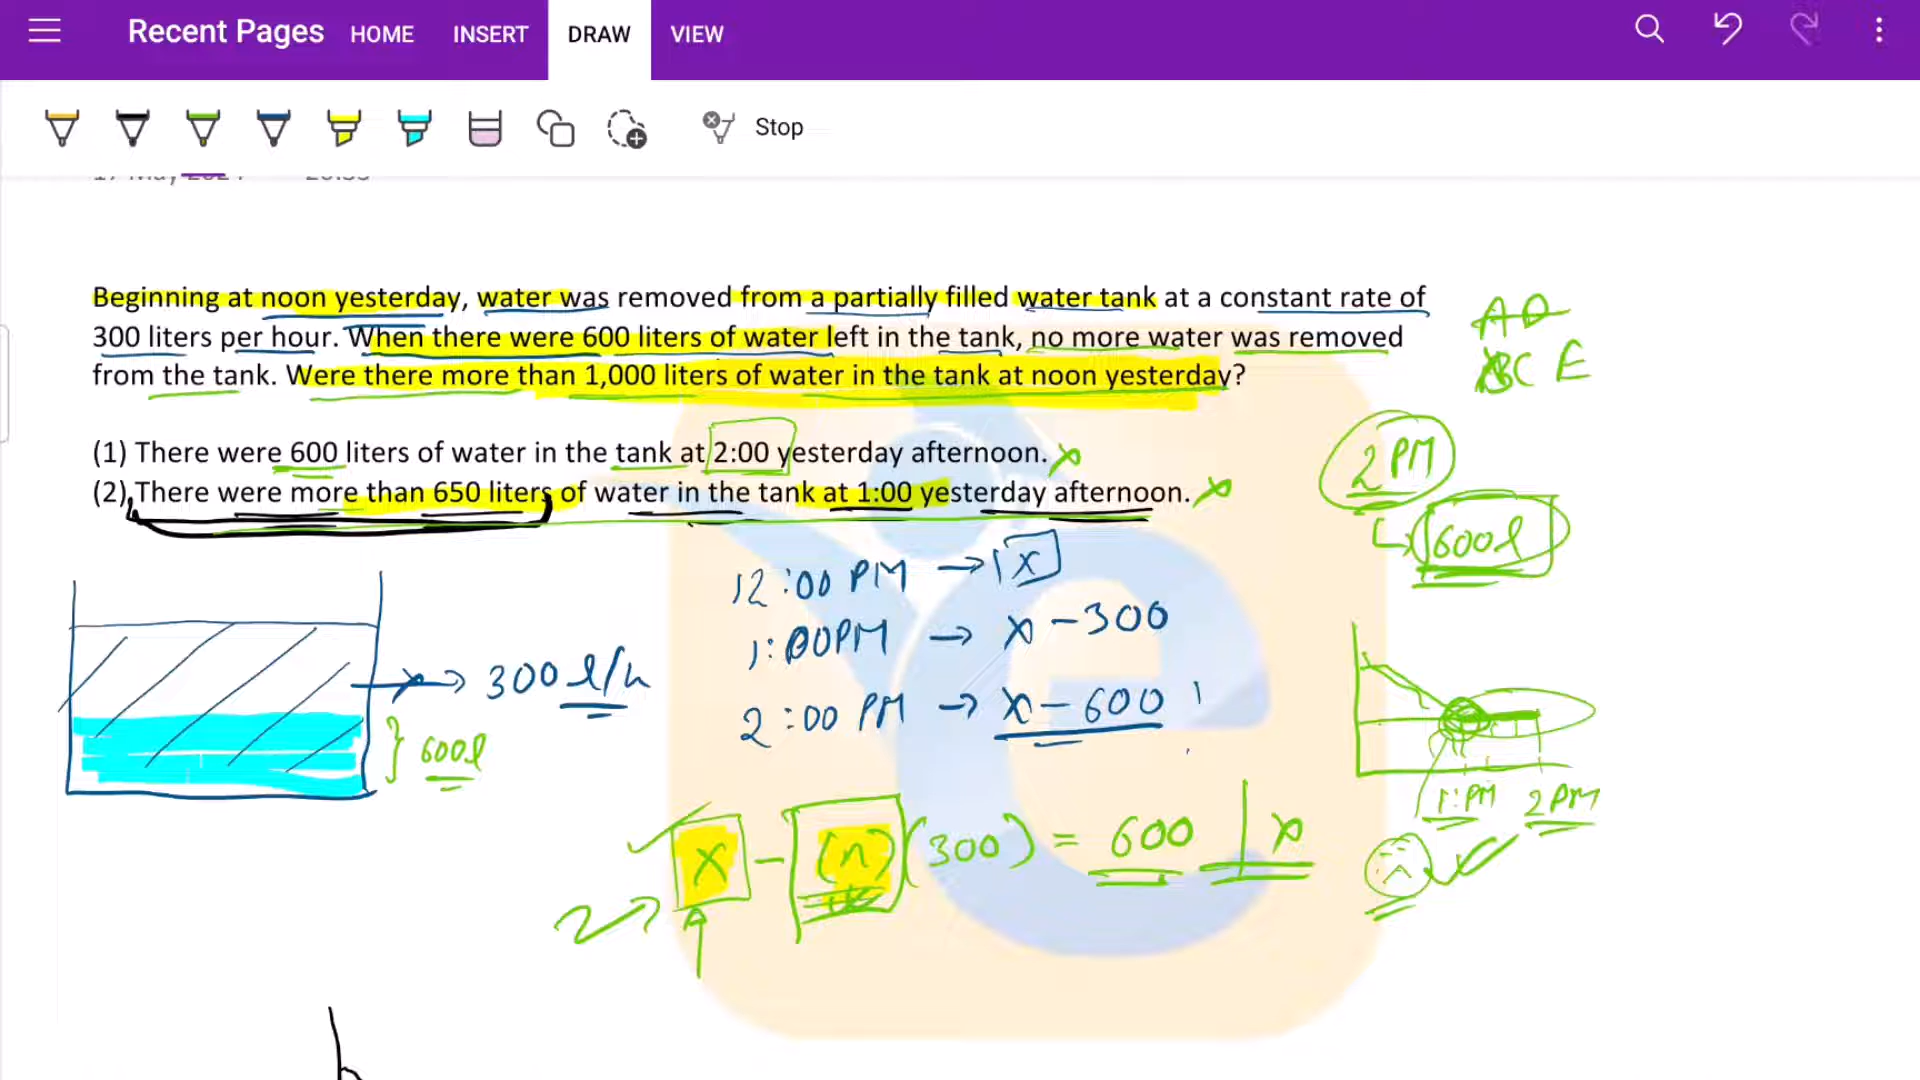 Recent Pages HOME INSERT DRAW VIEW
Stop
Beginning at noon yesterday, water was removed from a partially filled water tank at a constant rate of
300 liters per hour. When there were 600 liters of water left in the tank, no more water was removed
from the tank. Were there more than 1,000 liters of water in the tank at noon yesterday?
(1) There were 600 liters of water in the tank at 2:00 yesterday afternoon. x
(2) There were more than 650 liters of water in the tank at 1:00 yesterday afternoon. x
AD
BCE
2 PM
600l
12:00 PM → x
1:00PM → x - 300
2:00 PM → x - 600
300 l/h
600l
1:PM 2 PM
x - (n) (300) = 600 | x